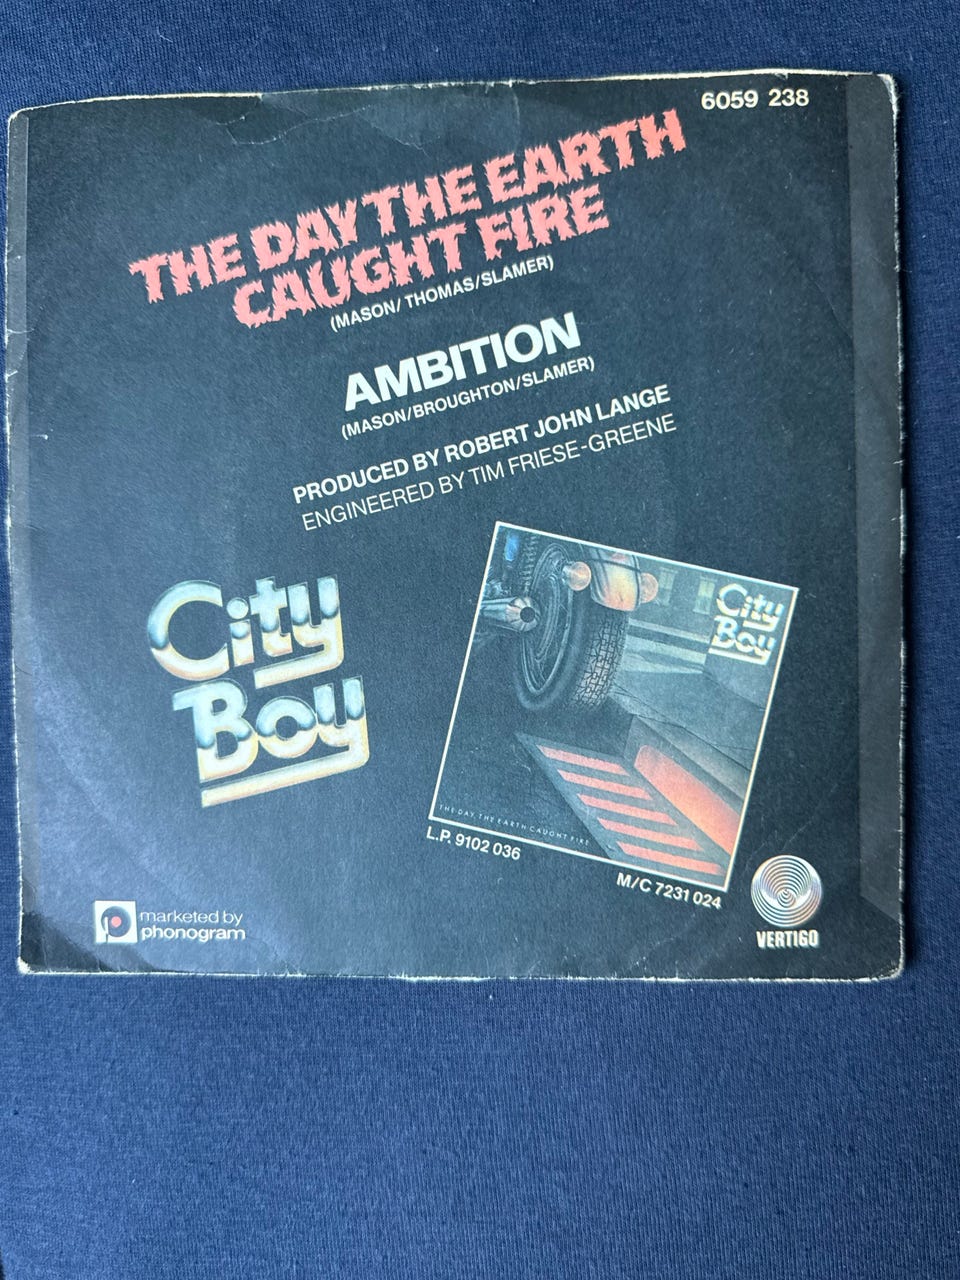 6059 238
THE DAY THE EARTH
CAUGHT FIRE
(MASON/THOMAS/SLAMER)
AMBITION
(MASON/BROUGHTON/SLAMER)
PRODUCED BY ROBERT JOHN LANGE
ENGINEERED BY TIM FRIESE-GREENE
City
Boy
City
Boy
THE DAY THE EARTH CAUGHT FIRE
L.P. 9102 036
M/C 7231 024
marketed by
phonogram
VERTIGO